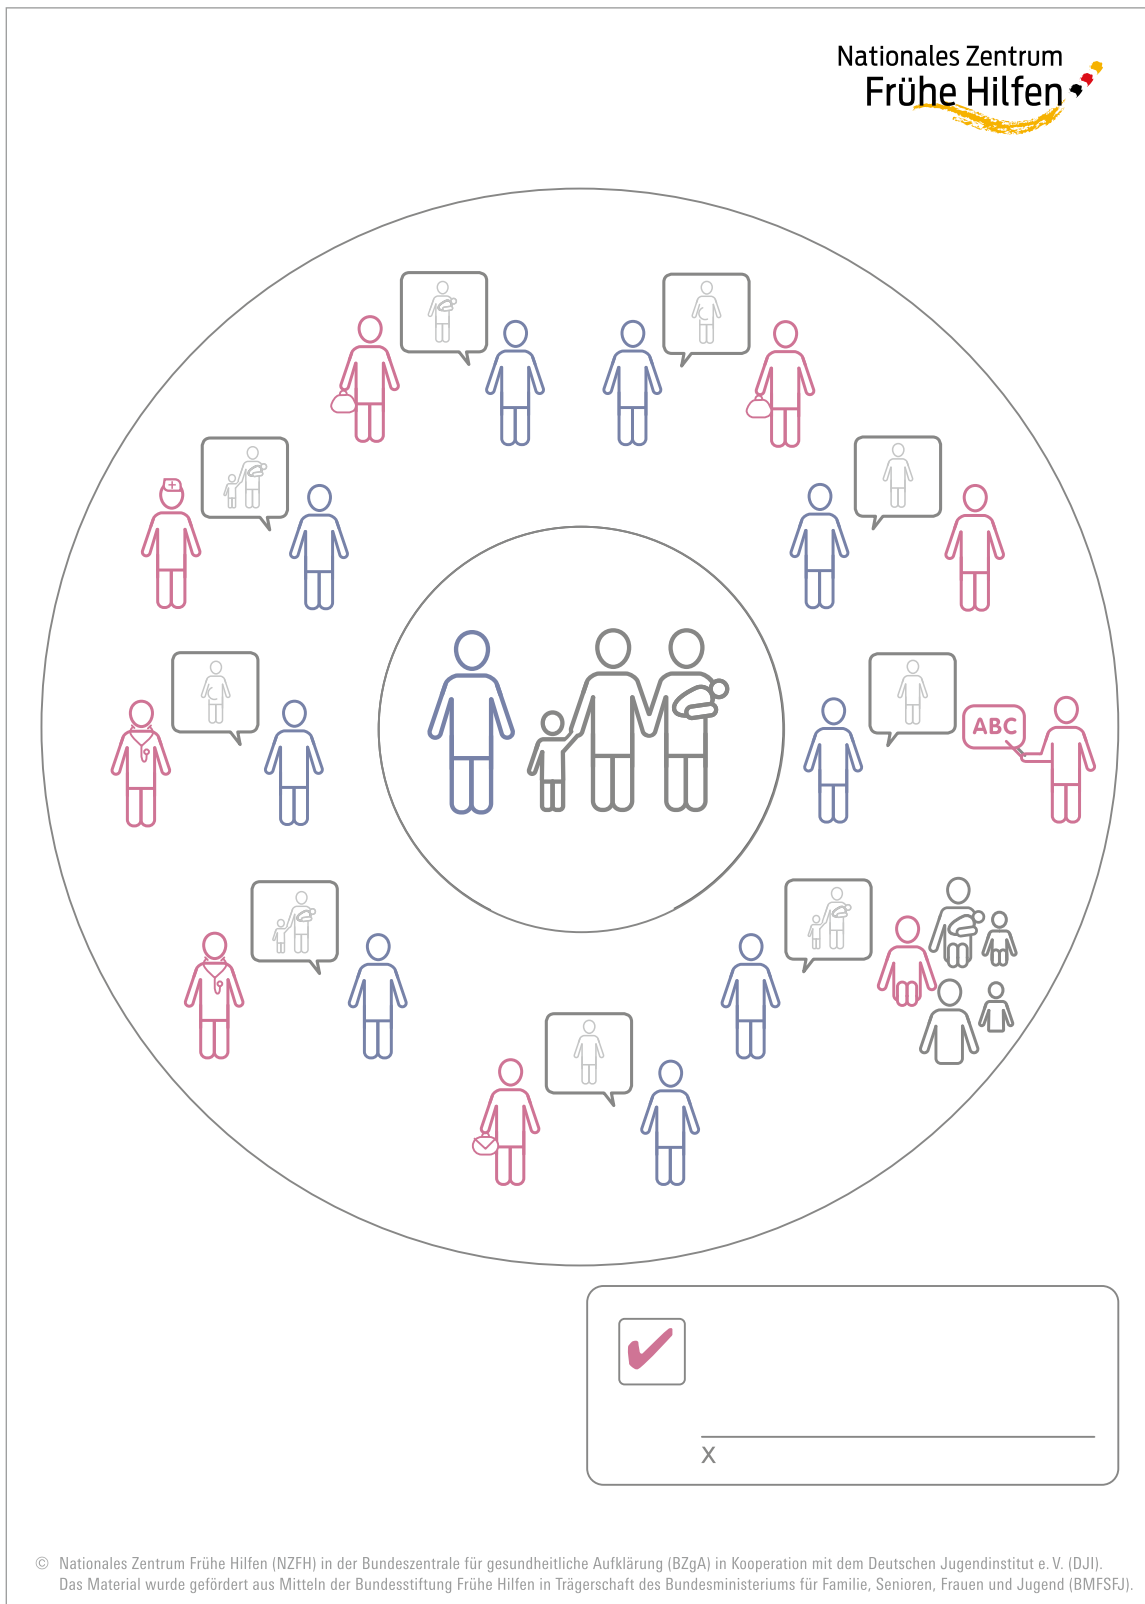 Nationales Zentrum
Frühe Hilfen
ABC
X
© Nationales Zentrum Frühe Hilfen (NZFH) in der Bundeszentrale für gesundheitliche Aufklärung (BZgA) in Kooperation mit dem Deutschen Jugendinstitut e. V. (DJI).
Das Material wurde gefördert aus Mitteln der Bundesstiftung Frühe Hilfen in Trägerschaft des Bundesministeriums für Familie, Senioren, Frauen und Jugend (BMFSFJ).